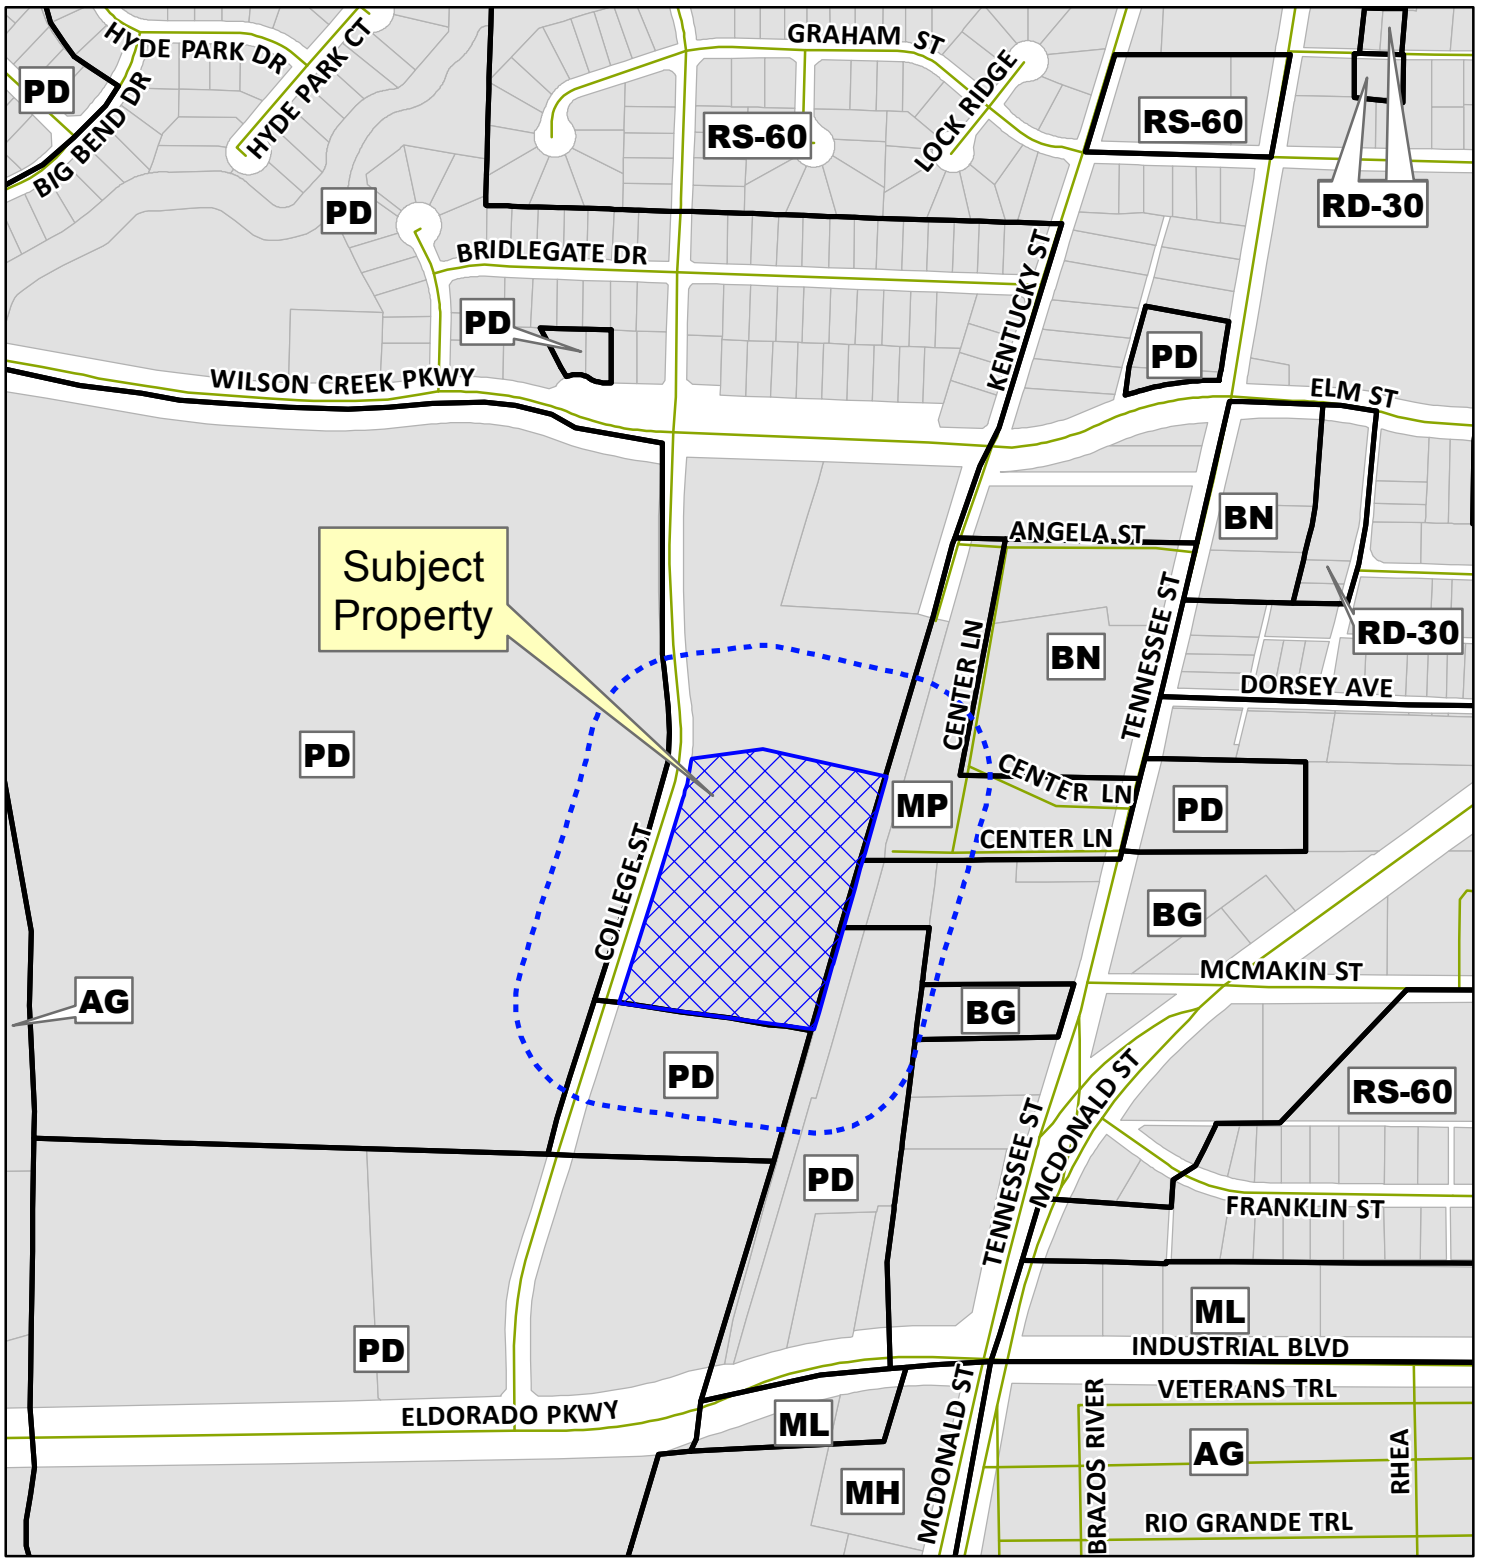 HYDE PARK DR
HYDE PARK CT
GRAHAM ST
LOCK RIDGE
PD
BIG BEND DR
RS-60
RS-60
RD-30
PD
BRIDLEGATE DR
KENTUCKY ST
PD
PD
WILSON CREEK PKWY
ELM ST
BN
ANGELA ST
Subject
Property
TENNESSEE ST
RD-30
CENTER LN
BN
DORSEY AVE
PD
CENTER LN
MP
PD
CENTER LN
COLLEGE ST
BG
MCMAKIN ST
AG
BG
PD
MCDONALD ST
RS-60
TENNESSEE ST
PD
FRANKLIN ST
ML
PD
INDUSTRIAL BLVD
VETERANS TRL
ELDORADO PKWY
ML
MCDONALD ST
BRAZOS RIVER
AG
RHEA
MH
RIO GRANDE TRL